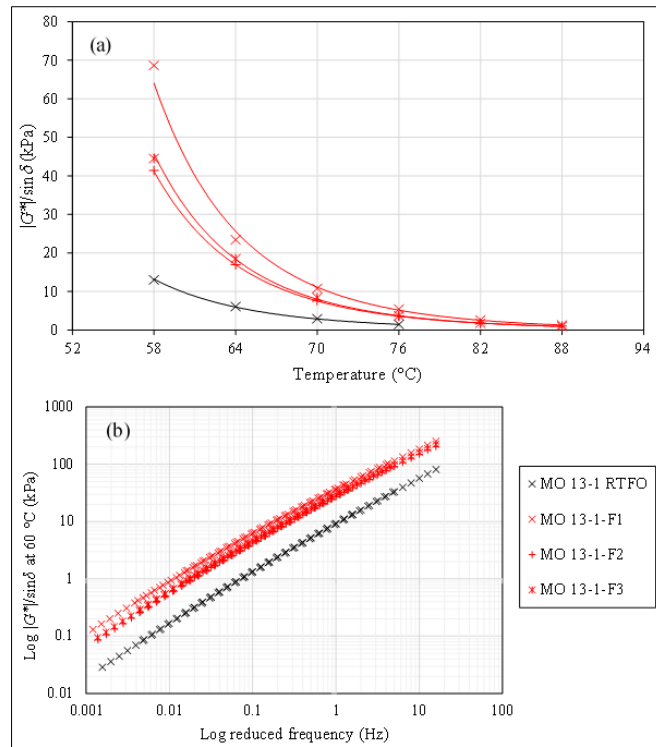 (a)
|G*|/sin δ (kPa)
80
70
60
50
40
30
20
10
0
52 58 64 70 76 82 88 94
Temperature (°C)
(b)
Log |G*|/sinδ at 60 °C (kPa)
1000
100
10
1
0.1
0.01
0.001 0.01 0.1 1 10 100
Log reduced frequency (Hz)
MO 13-1 RTFO
MO 13-1-F1
MO 13-1-F2
MO 13-1-F3